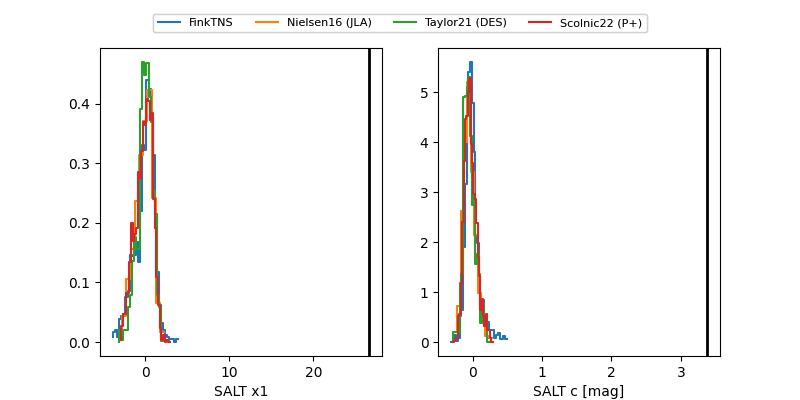 FinkTNS Nielsen16 (JLA) Taylor21 (DES) Scolnic22 (P+)
0.4
0.3
0.2
0.1
0.0
0 10 20
SALT x1
5
4
3
2
1
0
0 1 2 3
SALT c [mag]